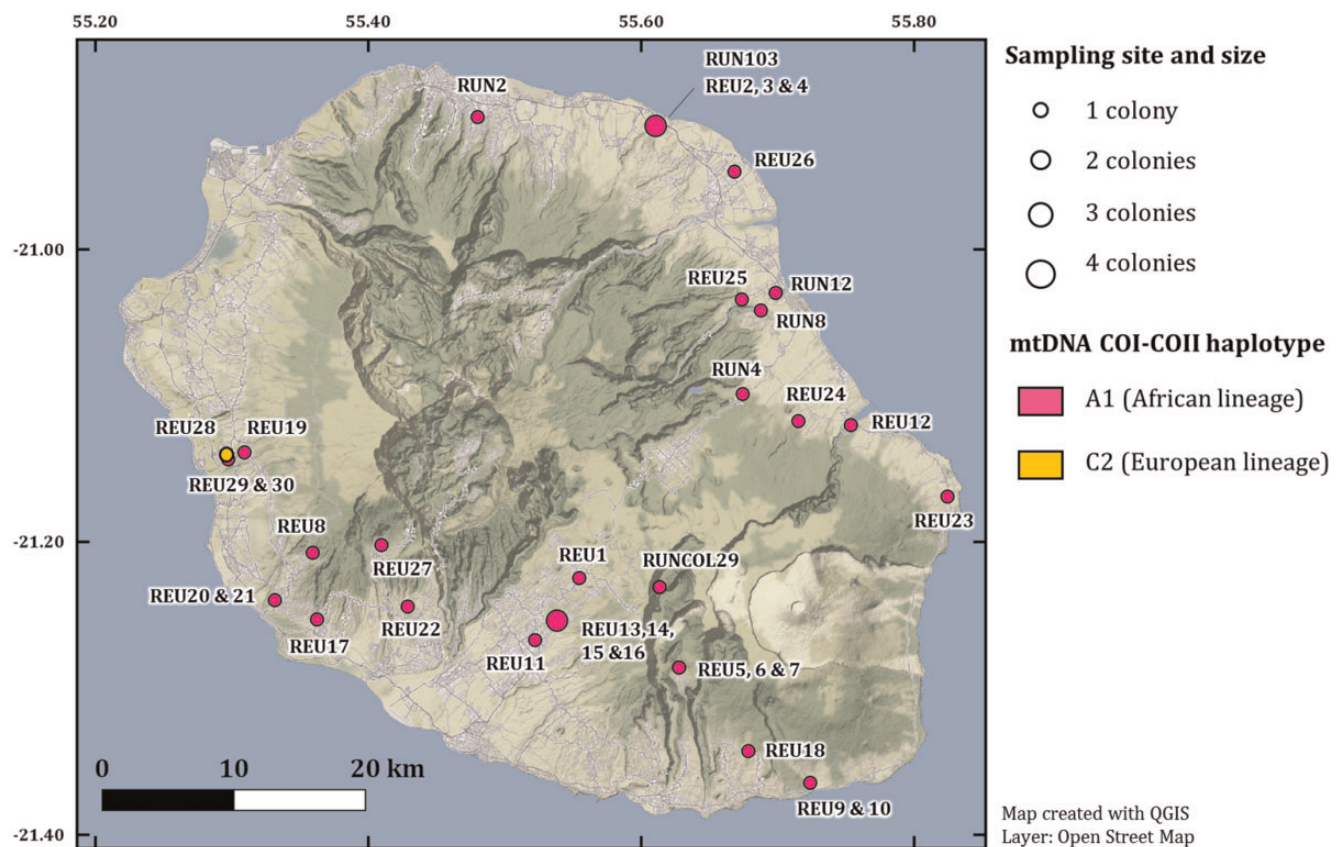 55.20
55.40
55.60
55.80
RUN103
REU2, 3 & 4
RUN2
REU26
-21.00
REU25
RUN12
RUN8
RUN4
REU24
REU12
REU28
REU19
REU29 & 30
REU23
-21.20
REU8
REU27
REU1
RUNCOL29
REU20 & 21
REU17
REU22
REU11
REU13,14,
15 &16
REU5, 6 & 7
REU18
REU9 & 10
0
10
20 km
-21.40
Sampling site and size
1 colony
2 colonies
3 colonies
4 colonies
mtDNA COI-COII haplotype
A1 (African lineage)
C2 (European lineage)
Map created with QGIS
Layer: Open Street Map